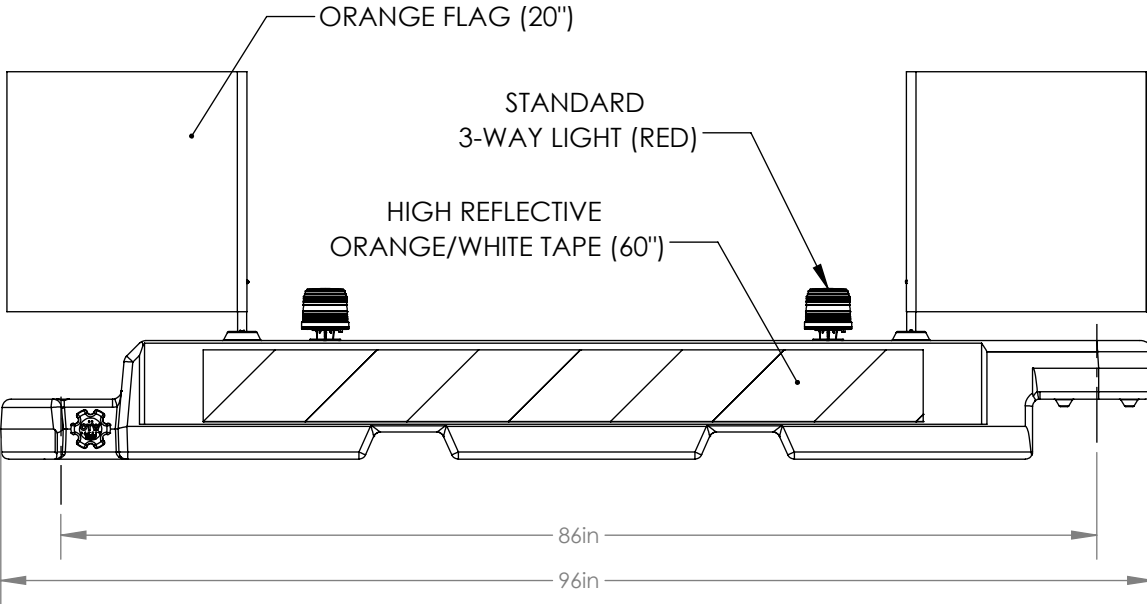 ORANGE FLAG (20")
STANDARD
3-WAY LIGHT (RED)
HIGH REFLECTIVE
ORANGE/WHITE TAPE (60")
86in
96in